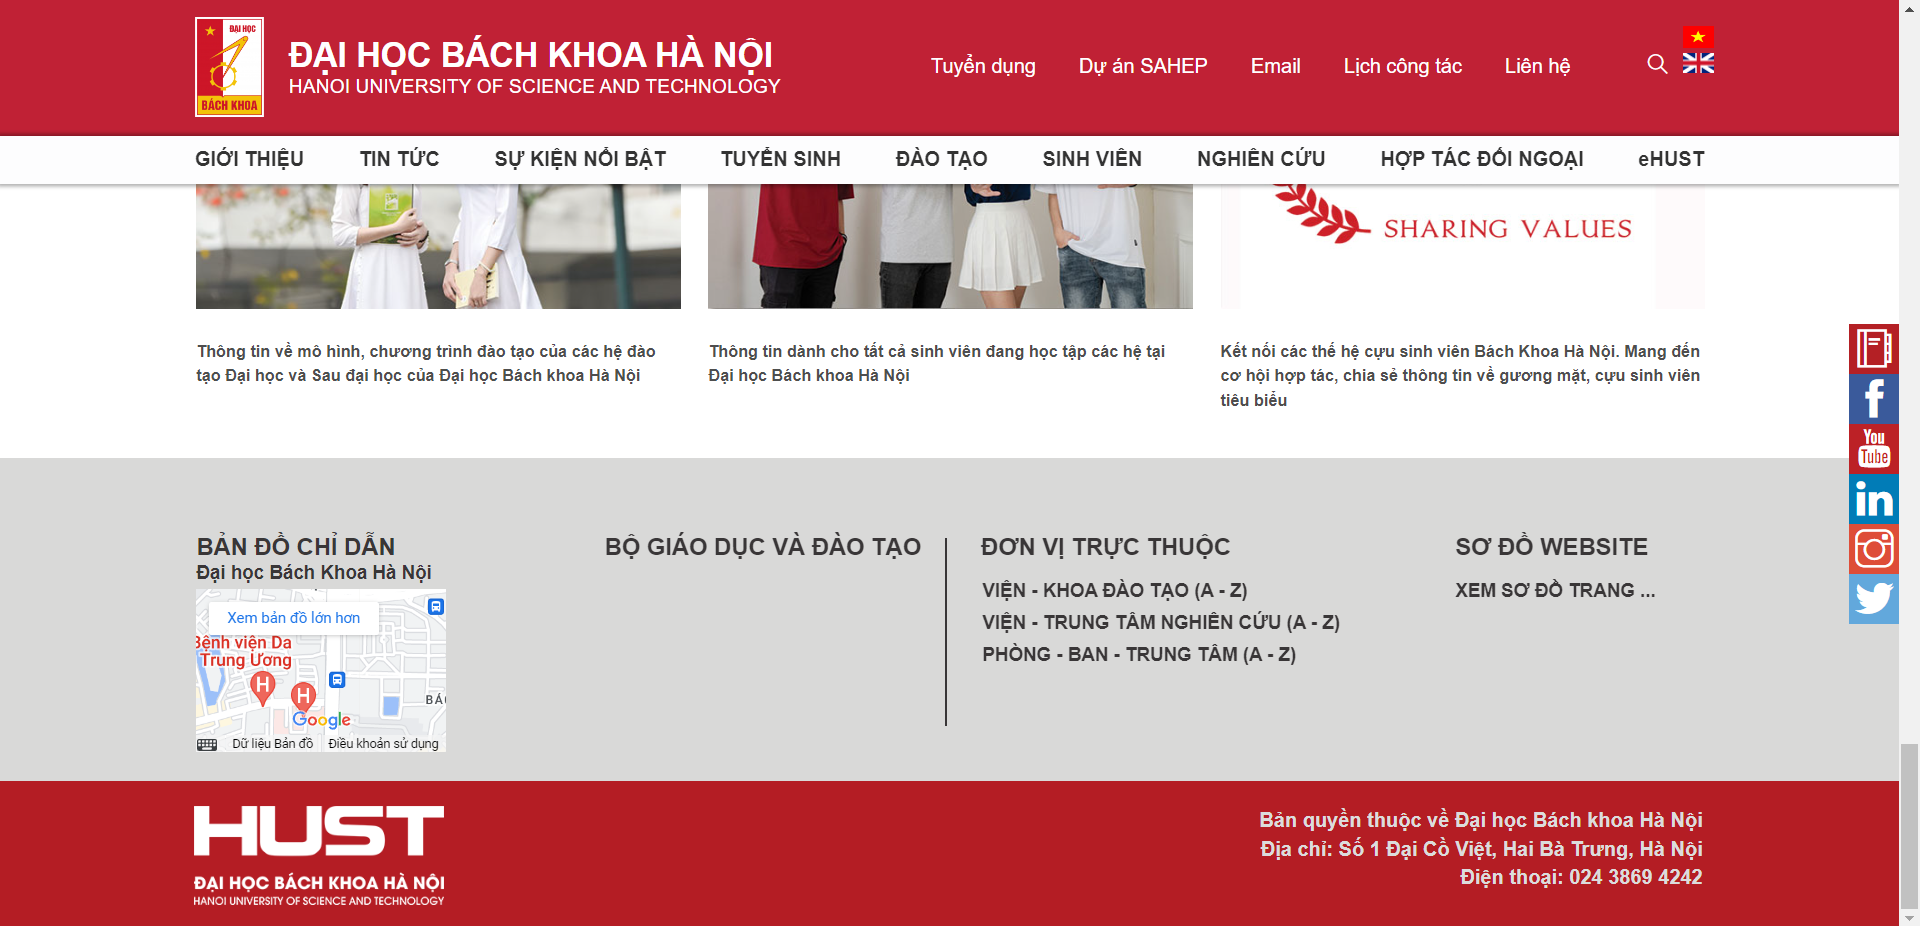 ĐẠI HỌC
BÁCH KHOA
ĐẠI HỌC BÁCH KHOA HÀ NỘI
HANOI UNIVERSITY OF SCIENCE AND TECHNOLOGY
Tuyển dụng
Dự án SAHEP
Email
Lịch công tác
Liên hệ
GIỚI THIỆU
TIN TỨC
SỰ KIỆN NỔI BẬT
TUYỂN SINH
ĐÀO TẠO
SINH VIÊN
NGHIÊN CỨU
HỢP TÁC ĐỐI NGOẠI
eHUST
SHARING VALUES
Thông tin về mô hình, chương trình đào tạo của các hệ đào
tạo Đại học và Sau đại học của Đại học Bách khoa Hà Nội
Thông tin dành cho tất cả sinh viên đang học tập các hệ tại
Đại học Bách khoa Hà Nội
Kết nối các thế hệ cựu sinh viên Bách Khoa Hà Nội. Mang đến
cơ hội hợp tác, chia sẻ thông tin về gương mặt, cựu sinh viên
tiêu biểu
f
You
Tube
in
BẢN ĐỒ CHỈ DẪN
Đại học Bách Khoa Hà Nội
Xem bản đồ lớn hơn
Bệnh viện Da
Trung Ương
H
H
BÁ
Google
Dữ liệu Bản đồ
Điều khoản sử dụng
BỘ GIÁO DỤC VÀ ĐÀO TẠO
ĐƠN VỊ TRỰC THUỘC
VIỆN - KHOA ĐÀO TẠO (A - Z)
VIỆN - TRUNG TÂM NGHIÊN CỨU (A - Z)
PHÒNG - BAN - TRUNG TÂM (A - Z)
SƠ ĐỒ WEBSITE
XEM SƠ ĐỒ TRANG ...
HUST
ĐẠI HỌC BÁCH KHOA HÀ NỘI
HANOI UNIVERSITY OF SCIENCE AND TECHNOLOGY
Bản quyền thuộc về Đại học Bách khoa Hà Nội
Địa chỉ: Số 1 Đại Cồ Việt, Hai Bà Trưng, Hà Nội
Điện thoại: 024 3869 4242